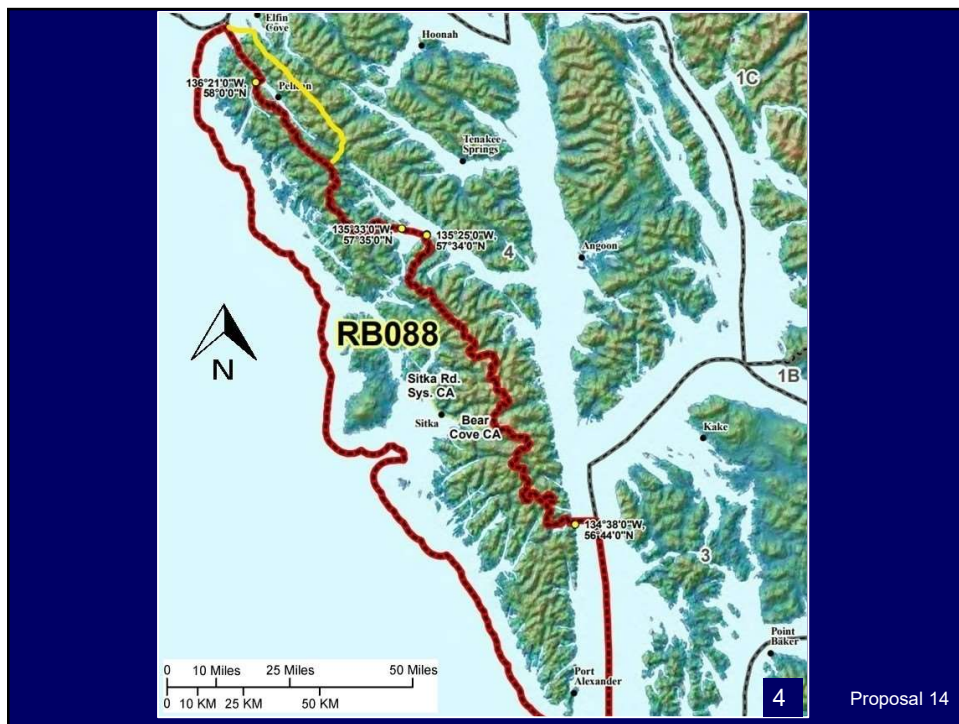 Elfin
Cove
Hoonah
1C
136°21'0"W,
58°0'0"N
Pelican
Tenakee
Springs
135°33'0"W,
57°35'0"N
135°25'0"W,
57°34'0"N
4
Angoon
RB088
N
1B
Sitka Rd.
Sys. CA
Sitka
Bear
Cove CA
Kake
134°38'0"W,
56°44'0"N
3
Point
Baker
0 10 Miles 25 Miles 50 Miles
0 10 KM 25 KM 50 KM
Port
Alexander
4
Proposal 14